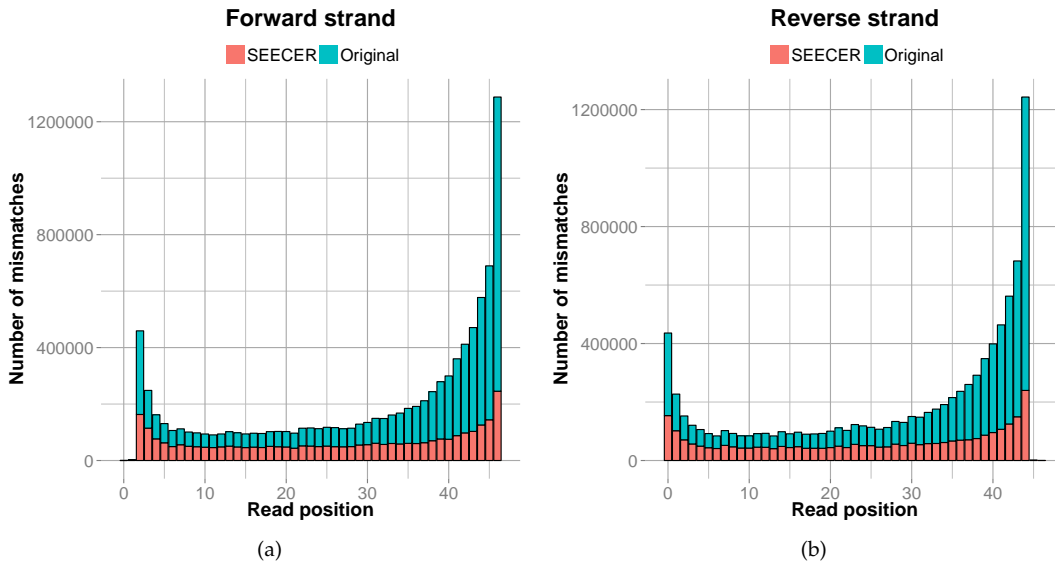 Forward strand
SEECER Original
Number of mismatches
1200000
800000
400000
0
0 10 20 30 40
Read position
(a)
Reverse strand
SEECER Original
Number of mismatches
1200000
800000
400000
0
0 10 20 30 40
Read position
(b)